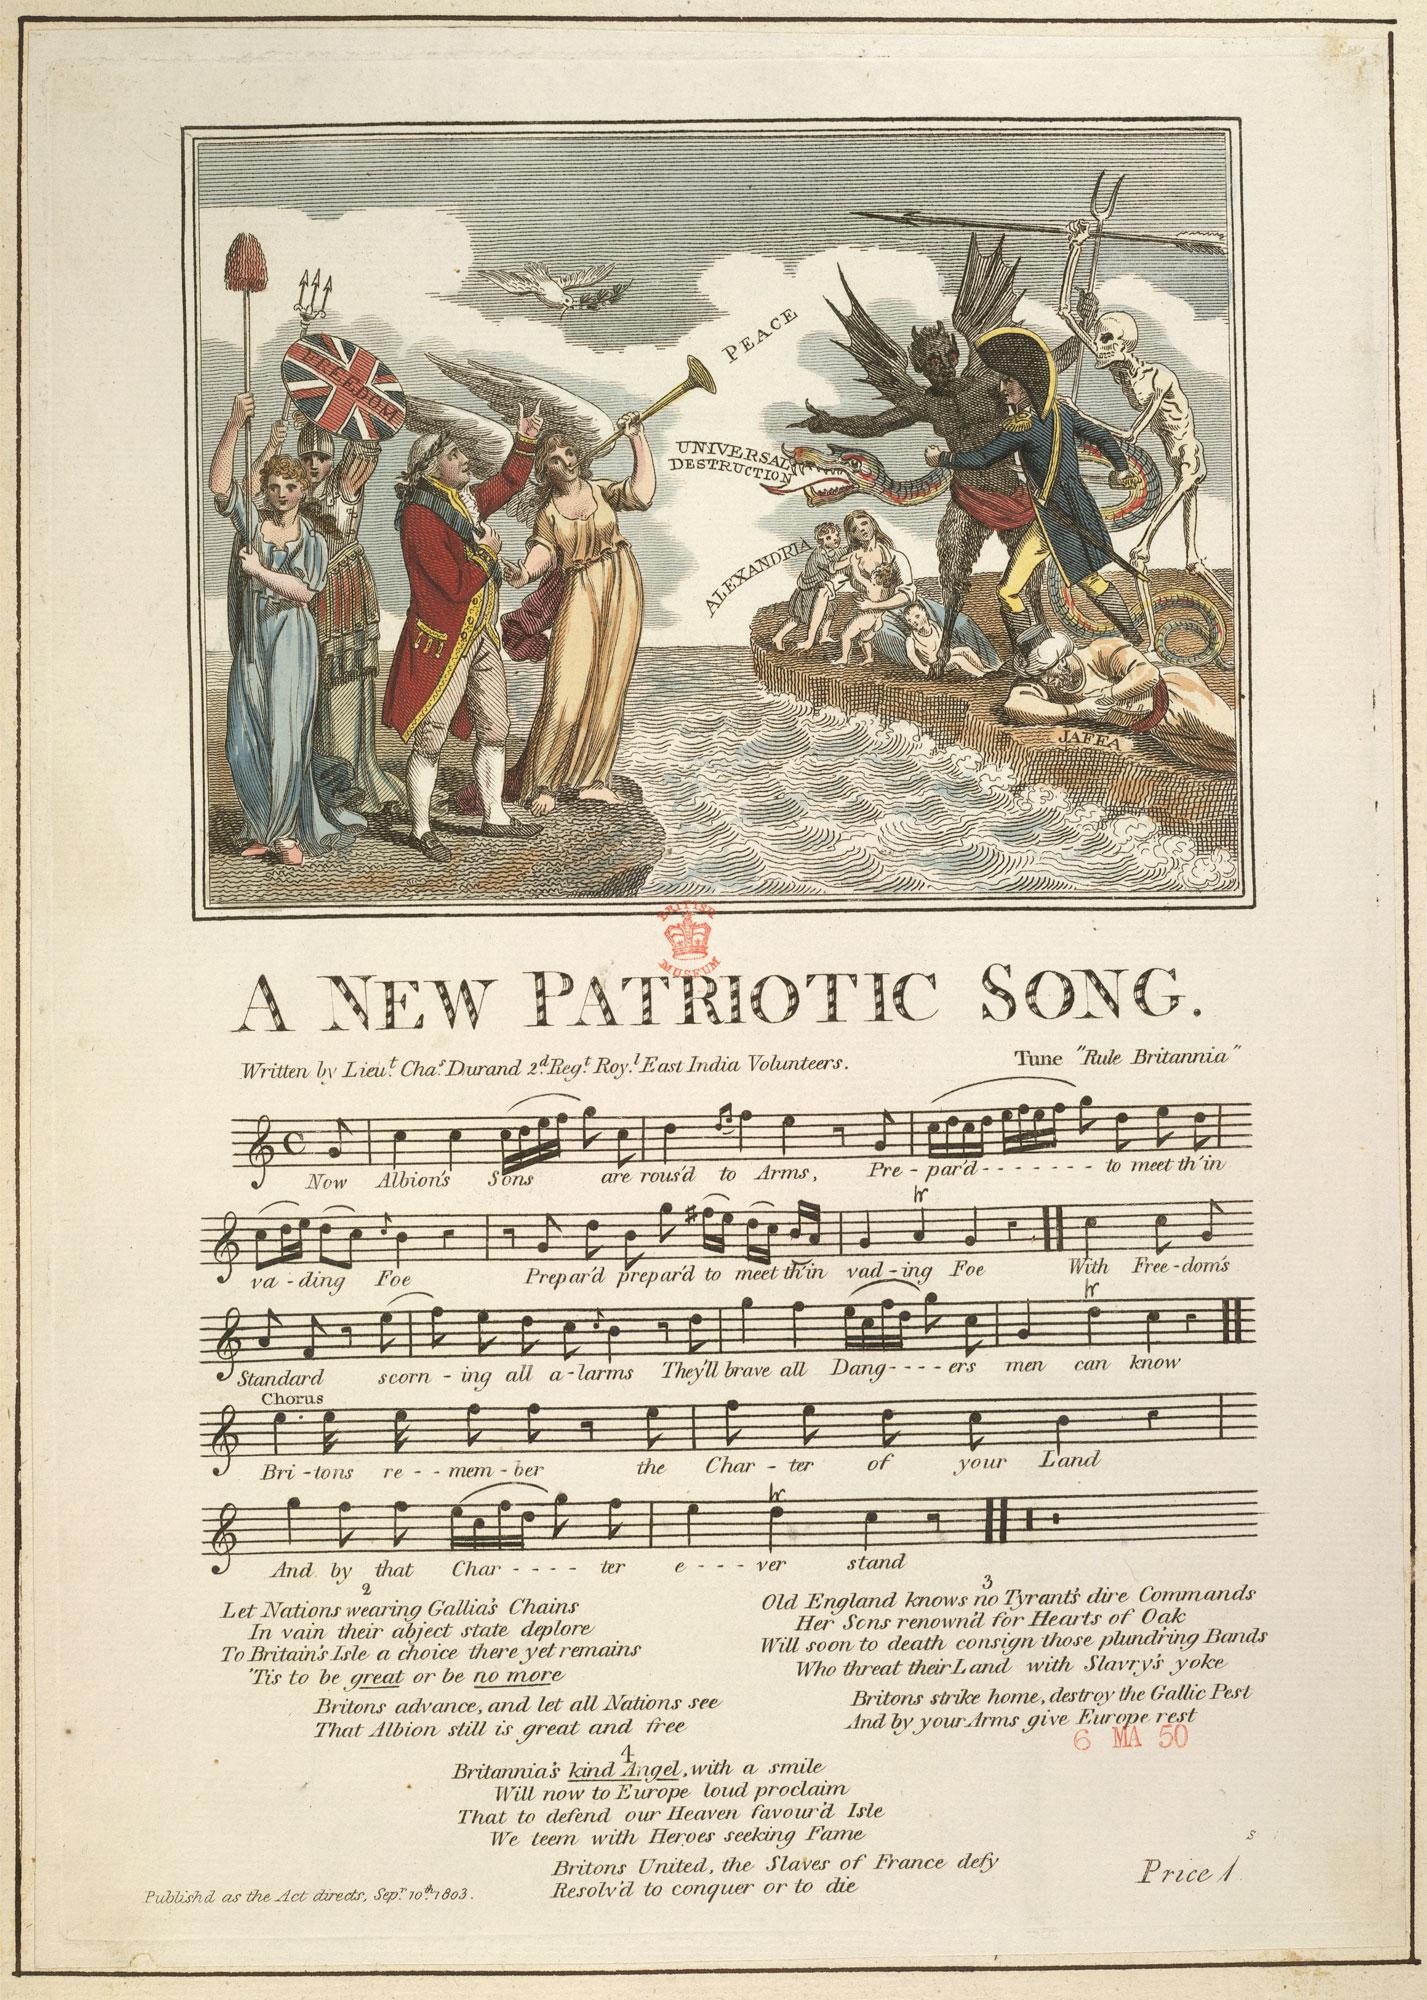 FREEDOM
PEACE
UNIVERSAL
DESTRUCTION
ALEXANDRIA
JAFFA
BRITISH
MUSEUM
A NEW PATRIOTIC SONG.
Written by Lieut. Chas. Durand 2d. Regt. Royl. East India Volunteers.
Tune "Rule Britannia"
Now Albion's Sons are rous'd to Arms, Pre-par'd - - - - - - - to meet th'in
va-ding Foe Prepar'd prepar'd to meet th'in vad-ing Foe With Free-dom's
Standard scorn-ing all a-larms They'll brave all Dang----ers men can know
Chorus
Bri-tons re--mem-ber the Char-ter of your Land
And by that Char----ter e---ver stand
2
Let Nations wearing Gallia's Chains
In vain their abject state deplore
To Britain's Isle a choice there yet remains
'Tis to be great or be no more
Britons advance, and let all Nations see
That Albion still is great and free
3
Old England knows no Tyrant's dire Commands
Her Sons renown'd for Hearts of Oak
Will soon to death consign those plund'ring Bands
Who threat their Land with Slav'ry's yoke
Britons strike home, destroy the Gallic Pest
And by your Arms give Europe rest
6 MA 50
4
Britannia's kind Angel, with a smile
Will now to Europe loud proclaim
That to defend our Heaven favour'd Isle
We teem with Heroes seeking Fame
Britons United, the Slaves of France defy
Resolv'd to conquer or to die
Publish'd as the Act directs, Sepr. 10th. 1803.
Price 1s